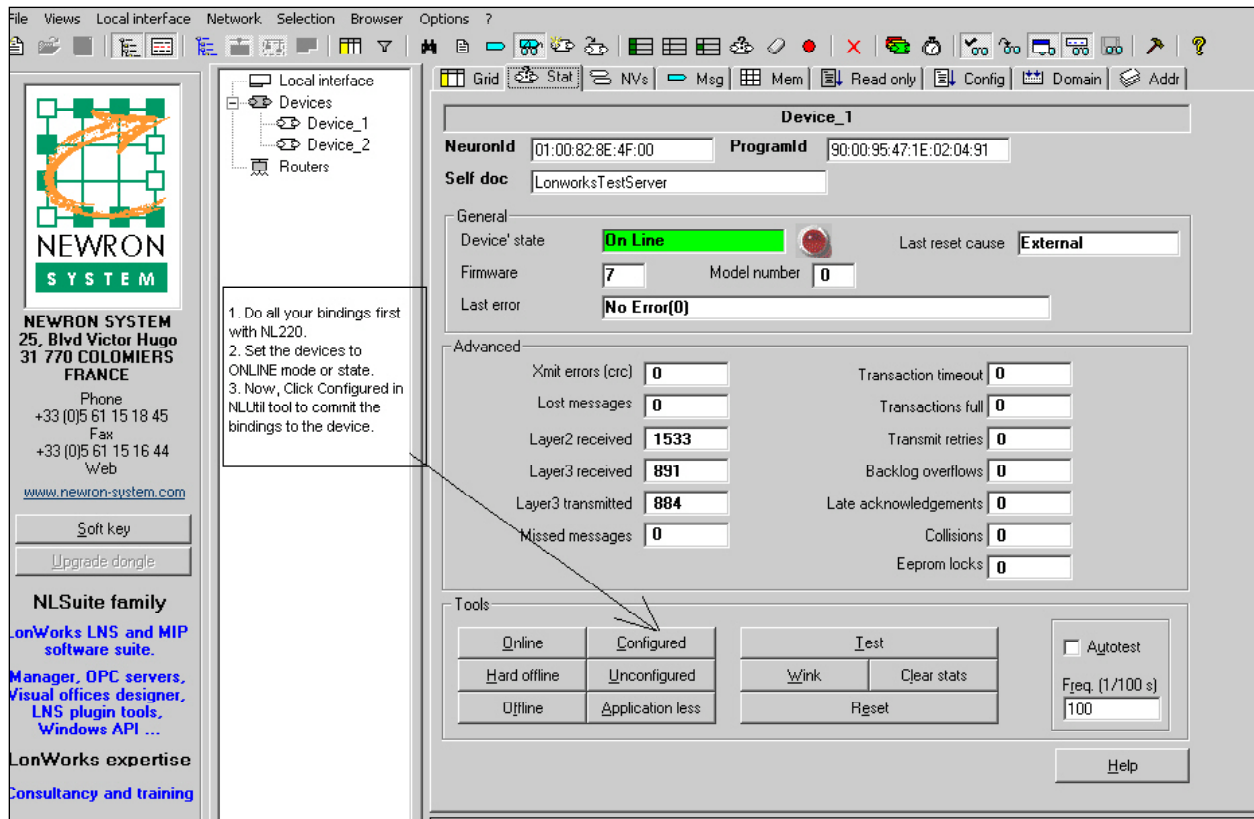 File Views Local interface Network Selection Browser Options ?
NEWRON
SYSTEM
NEWRON SYSTEM
25, Blvd Victor Hugo
31 770 COLOMIERS
FRANCE
Phone
+33 (0)5 61 15 18 45
Fax
+33 (0)5 61 15 16 44
Web
www.newron-system.com
Soft key
Upgrade dongle
NLSuite family
LonWorks LNS and MIP
software suite.
Manager, OPC servers,
Visual offices designer,
LNS plugin tools,
Windows API ...
LonWorks expertise
Consultancy and training
Local interface
Devices
Device_1
Device_2
Routers
1. Do all your bindings first
with NL220.
2. Set the devices to
ONLINE mode or state.
3. Now, Click Configured in
NLUtil tool to commit the
bindings to the device.
Grid Stat NVs Msg Mem Read only Config Domain Addr
Device_1
NeuronId 01:00:82:8E:4F:00 ProgramId 90:00:95:47:1E:02:04:91
Self doc LonworksTestServer
General
Device' state On Line Last reset cause External
Firmware 7 Model number 0
Last error No Error(0)
Advanced
Xmit errors (crc) 0 Transaction timeout 0
Lost messages 0 Transactions full 0
Layer2 received 1533 Transmit retries 0
Layer3 received 891 Backlog overflows 0
Layer3 transmitted 884 Late acknowledgements 0
Missed messages 0 Collisions 0
Eeprom locks 0
Tools
Online Configured Test Autotest
Hard offline Unconfigured Wink Clear stats Freq. (1/100 s)
Offline Application less Reset 100
Help